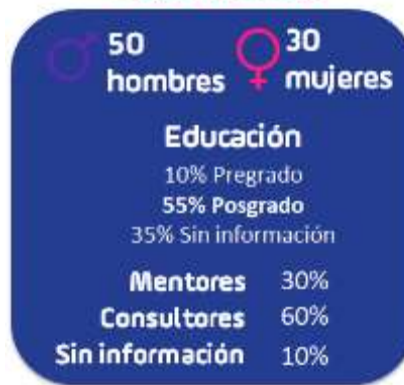 50 hombres
30 mujeres
Educación
10% Pregrado
55% Posgrado
35% Sin información
Mentores 30%
Consultores 60%
Sin información 10%